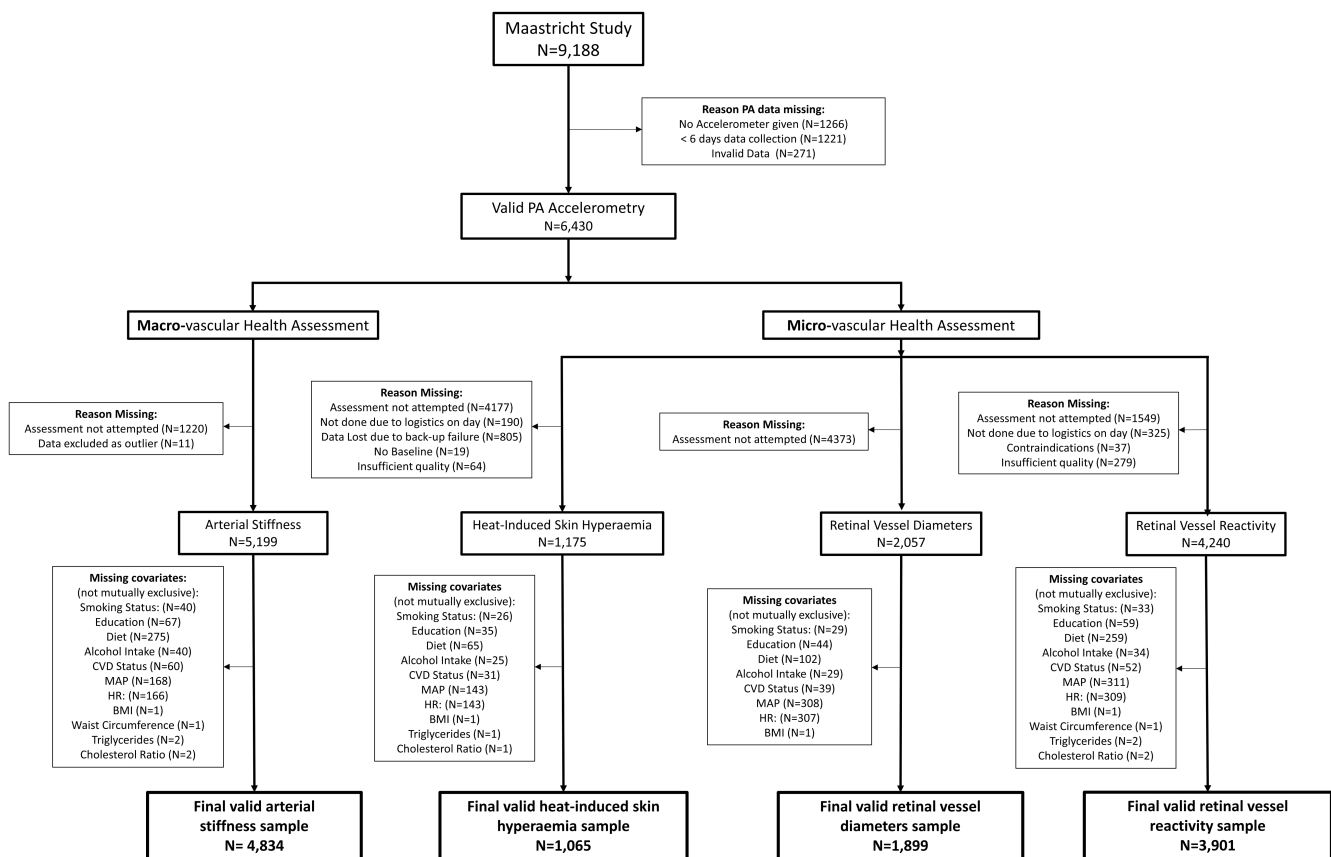 Maastricht Study
N=9,188
Reason PA data missing:
No Accelerometer given (N=1266)
< 6 days data collection (N=1221)
Invalid Data (N=271)
Valid PA Accelerometry
N=6,430
Macro-vascular Health Assessment
Micro-vascular Health Assessment
Reason Missing:
Assessment not attempted (N=1220)
Data excluded as outlier (N=11)
Reason Missing:
Assessment not attempted (N=4177)
Not done due to logistics on day (N=190)
Data Lost due to back-up failure (N=805)
No Baseline (N=19)
Insufficient quality (N=64)
Reason Missing:
Assessment not attempted (N=4373)
Reason Missing:
Assessment not attempted (N=1549)
Not done due to logistics on day (N=325)
Contraindications (N=37)
Insufficient quality (N=279)
Arterial Stiffness
N=5,199
Heat-Induced Skin Hyperaemia
N=1,175
Retinal Vessel Diameters
N=2,057
Retinal Vessel Reactivity
N=4,240
Missing covariates:
(not mutually exclusive):
Smoking Status: (N=40)
Education (N=67)
Diet (N=275)
Alcohol Intake (N=40)
CVD Status (N=60)
MAP (N=168)
HR: (N=166)
BMI (N=1)
Waist Circumference (N=1)
Triglycerides (N=2)
Cholesterol Ratio (N=2)
Missing covariates
(not mutually exclusive):
Smoking Status: (N=26)
Education (N=35)
Diet (N=65)
Alcohol Intake (N=25)
CVD Status (N=31)
MAP (N=143)
HR: (N=143)
BMI (N=1)
Triglycerides (N=1)
Cholesterol Ratio (N=1)
Missing covariates
(not mutually exclusive):
Smoking Status: (N=29)
Education (N=44)
Diet (N=102)
Alcohol Intake (N=29)
CVD Status (N=39)
MAP (N=308)
HR: (N=307)
BMI (N=1)
Missing covariates
(not mutually exclusive):
Smoking Status: (N=33)
Education (N=59)
Diet (N=259)
Alcohol Intake (N=34)
CVD Status (N=52)
MAP (N=311)
HR: (N=309)
BMI (N=1)
Waist Circumference (N=1)
Triglycerides (N=2)
Cholesterol Ratio (N=2)
Final valid arterial
stiffness sample
N= 4,834
Final valid heat-induced skin
hyperaemia sample
N=1,065
Final valid retinal vessel
diameters sample
N=1,899
Final valid retinal vessel
reactivity sample
N=3,901